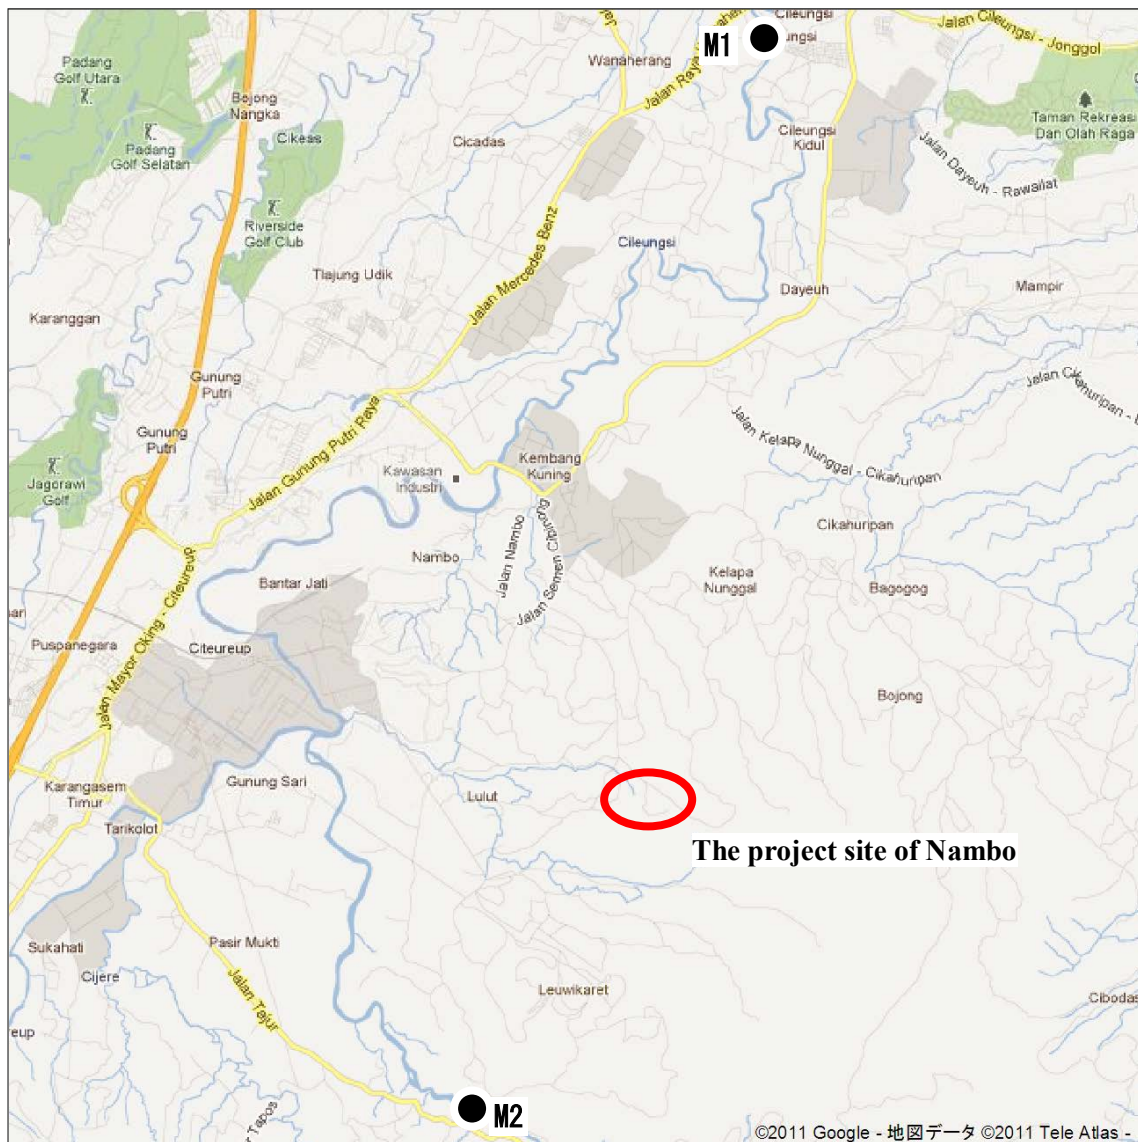 Cileungsi
M1
ungsi
Jalan Cileungsi - Jonggol
Padang
Golf Utara
Wanaherang
Jalan Raya
Bojong
Nangka
Taman Rekreasi
Dan Olah Raga
Cikeas
Cicadas
Cileungsi
Kidul
Padang
Golf Selatan
Jalan Dayeuh - Rawailat
Riverside
Golf Club
Cileungsi
Tlajung Udik
Jalan Mercedes Benz
Dayeuh
Mampir
Karanggan
Gunung
Putri
Jalan Kelapa Nunggal - Cikahuripan
Gunung
Putri
Jalan Gunung Putri Raya
Kembang
Kuning
Kawasan
Industri
Jagorawi
Golf
Cikahuripan
Nambo
Jalan Nambo
Jalan Semen Cibinong
Kelapa
Nunggal
Bantar Jati
Bagogog
Puspanegara
Citeureup
Jalan Mayor Oking - Citeureup
Bojong
Gunung Sari
Karangasem
Timur
Lulut
Tarikolot
The project site of Nambo
Sukahati
Pasir Mukti
Cijere
Jalan Tajur
Leuwikaret
Cibodas
eup
M2
Tapos
©2011 Google - 地図データ ©2011 Tele Atlas -